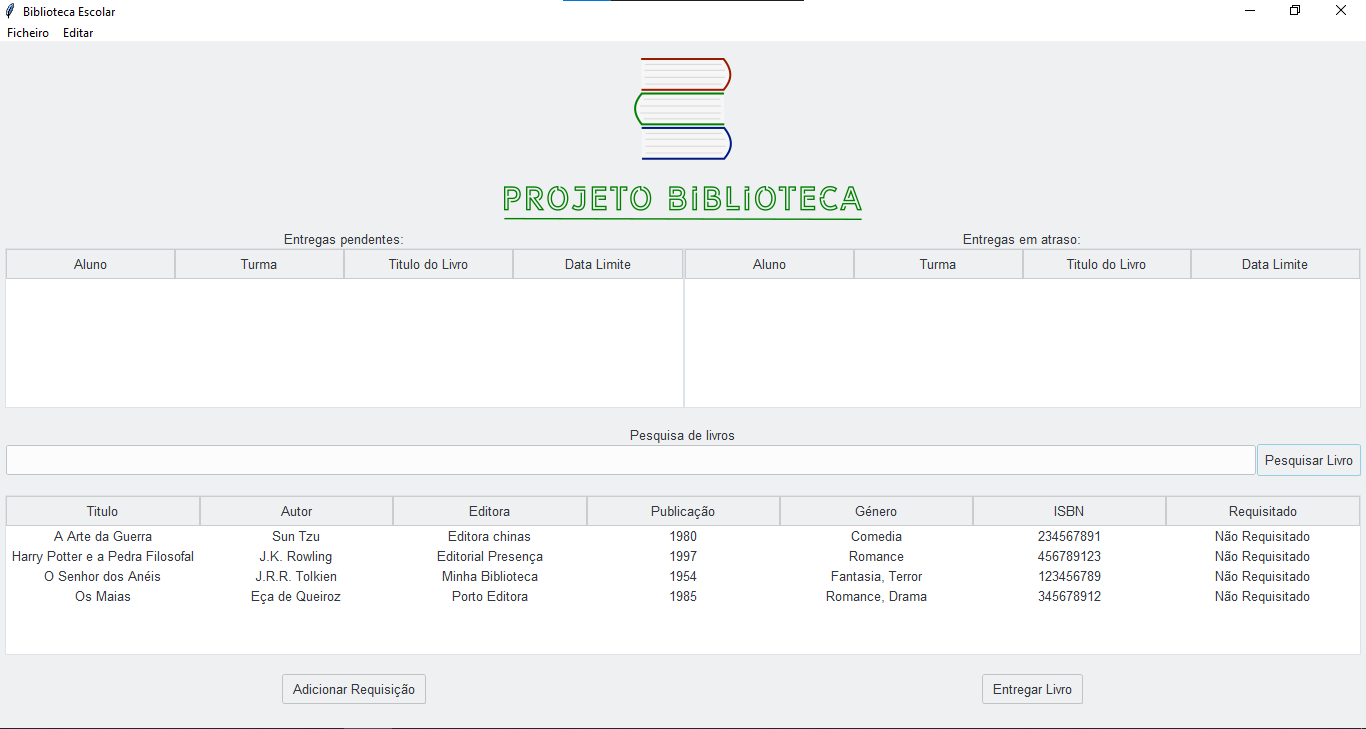 Biblioteca Escolar
Ficheiro Editar
PROJETO BIBLIOTECA
Entregas pendentes: Entregas em atraso:
Aluno Turma Titulo do Livro Data Limite Aluno Turma Titulo do Livro Data Limite
Pesquisa de livros
Pesquisar Livro
Titulo Autor Editora Publicação Género ISBN Requisitado
A Arte da Guerra Sun Tzu Editora chinas 1980 Comedia 234567891 Não Requisitado
Harry Potter e a Pedra Filosofal J.K. Rowling Editorial Presença 1997 Romance 456789123 Não Requisitado
O Senhor dos Anéis J.R.R. Tolkien Minha Biblioteca 1954 Fantasia, Terror 123456789 Não Requisitado
Os Maias Eça de Queiroz Porto Editora 1985 Romance, Drama 345678912 Não Requisitado
Adicionar Requisição Entregar Livro